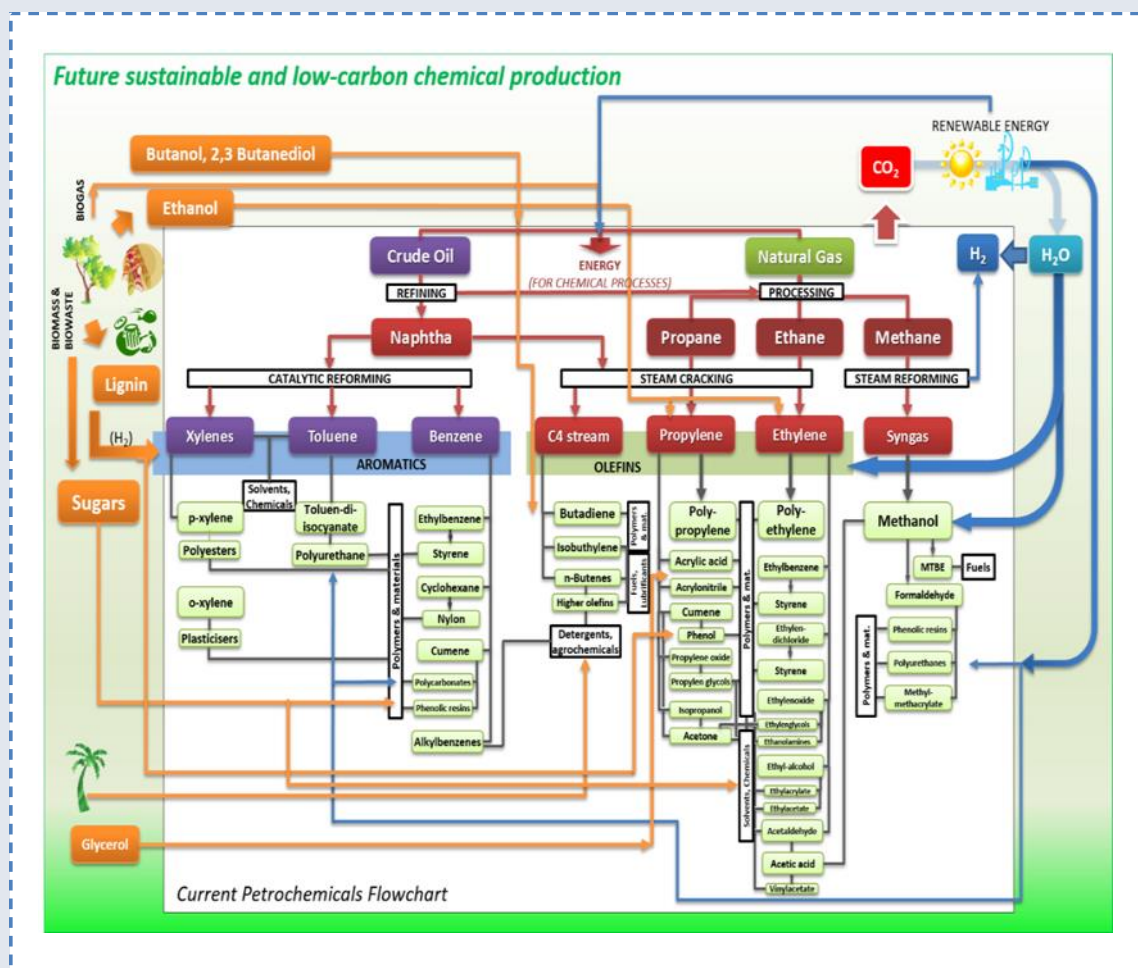 Future sustainable and low-carbon chemical production
RENEWABLE ENERGY
Butanol, 2,3 Butanediol
CO2
BIOGAS
Ethanol
Crude Oil
ENERGY
(FOR CHEMICAL PROCESSES)
Natural Gas
H2
H2O
REFINING
PROCESSING
BIOMASS &
BIOWASTE
Naphtha
Propane
Ethane
Methane
Lignin
CATALYTIC REFORMING
STEAM CRACKING
STEAM REFORMING
(H2)
Xylenes
Toluene
Benzene
C4 stream
Propylene
Ethylene
Syngas
AROMATICS
OLEFINS
Sugars
Solvents,
Chemicals
p-xylene
Polyesters
o-xylene
Plasticisers
Toluen-di-
isocyanate
Polyurethane
Polymers & materials
Ethylbenzene
Styrene
Cyclohexane
Nylon
Cumene
Polycarbonates
Phenolic resins
Alkylbenzenes
Butadiene
Isobuthylene
n-Butenes
Higher olefins
Detergents,
agrochemicals
Polymers
& mat.
Fuels,
Lubrificants
Poly-
propylene
Acrylic acid
Acrylonitrile
Cumene
Phenol
Propylene oxide
Propylen glycols
Isopropanol
Acetone
Polymers & mat.
Solvents, Chemicals
Poly-
ethylene
Ethylbenzene
Styrene
Ethylen-
dichloride
Styrene
Ethylenoxide
Ethylenglycols
Ethanolamines
Ethyl-alcohol
Ethylacrylate
Ethylacetate
Acetaldehyde
Acetic acid
Vinylacetate
Methanol
MTBE
Fuels
Formaldehyde
Phenolic resins
Polyurethanes
Methyl-
methacrylate
Polymers & mat.
Glycerol
Current Petrochemicals Flowchart